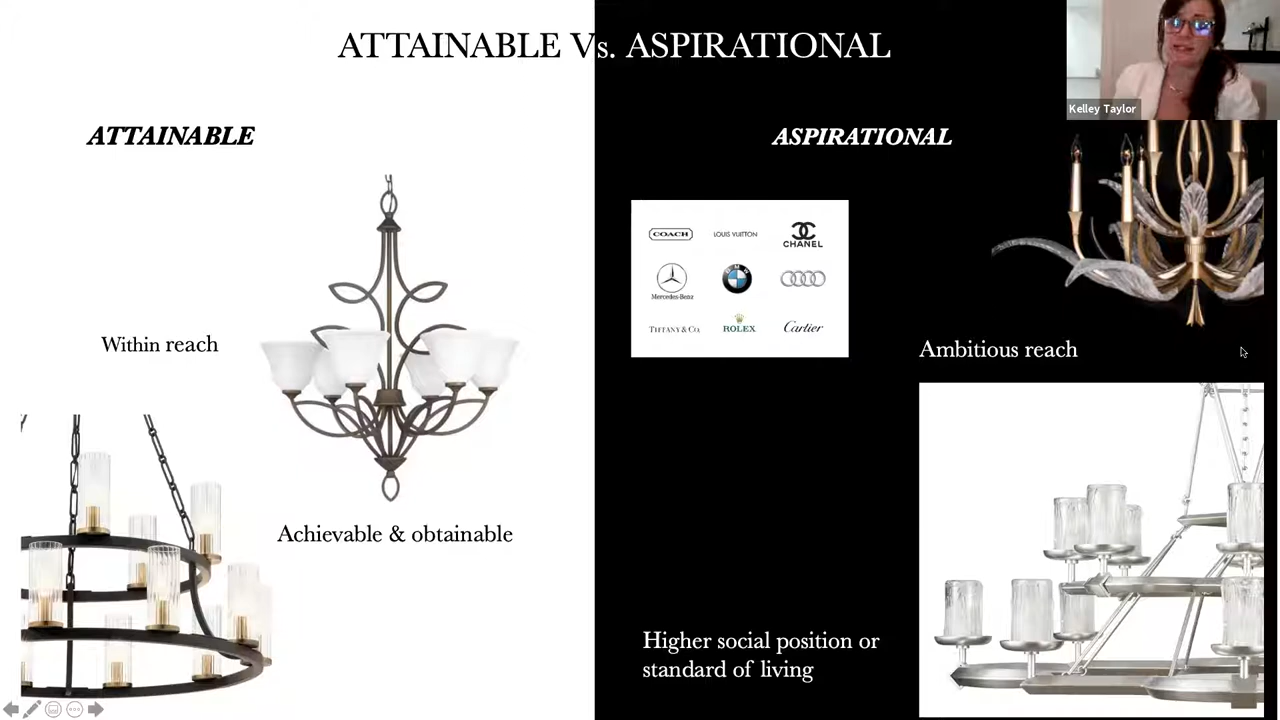 ATTAINABLE Vs. ASPIRATIONAL
Kelley Taylor
ATTAINABLE
Within reach
Achievable & obtainable
ASPIRATIONAL
COACH
LOUIS VUITTON
CHANEL
Mercedes-Benz
BMW
TIFFANY & CO.
ROLEX
Cartier
Ambitious reach
Higher social position or
standard of living